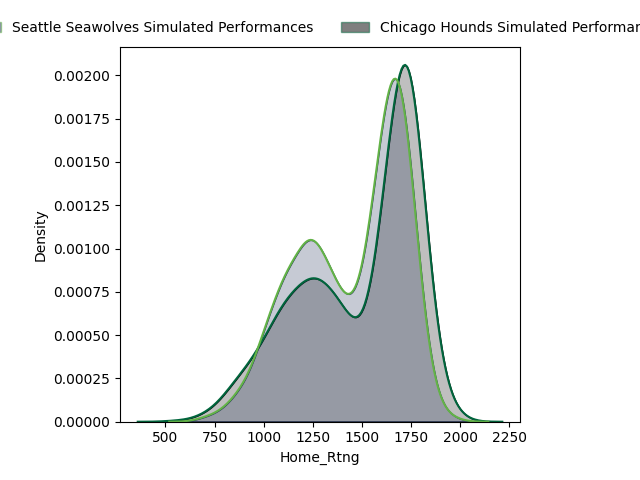 Seattle Seawolves Simulated Performances
Chicago Hounds Simulated Performar
0.00200
0.00175
0.00150
0.00125
0.00100
0.00075
0.00050
0.00025
0.00000
Density
500 750 1000 1250 1500 1750 2000 2250
Home_Rtng